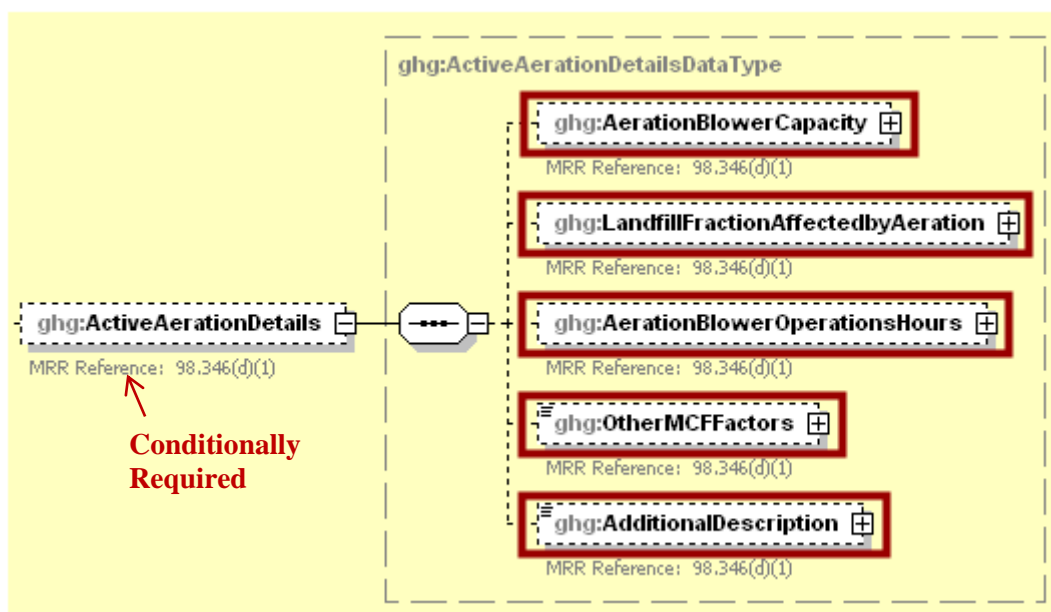 ghg:ActiveAerationDetailsDataType
ghg:AerationBlowerCapacity
MRR Reference: 98.346(d)(1)
ghg:LandfillFractionAffectedbyAeration
MRR Reference: 98.346(d)(1)
ghg:ActiveAerationDetails
MRR Reference: 98.346(d)(1)
Conditionally
Required
ghg:AerationBlowerOperationsHours
MRR Reference: 98.346(d)(1)
ghg:OtherMCFFactors
MRR Reference: 98.346(d)(1)
ghg:AdditionalDescription
MRR Reference: 98.346(d)(1)